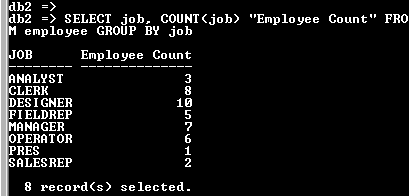 db2 =>
db2 => SELECT job, COUNT(job) "Employee Count" FRO
M employee GROUP BY job
JOB Employee Count
-------- --------------
ANALYST 3
CLERK 8
DESIGNER 10
FIELDREP 5
MANAGER 7
OPERATOR 6
PRES 1
SALESREP 2
8 record(s) selected.